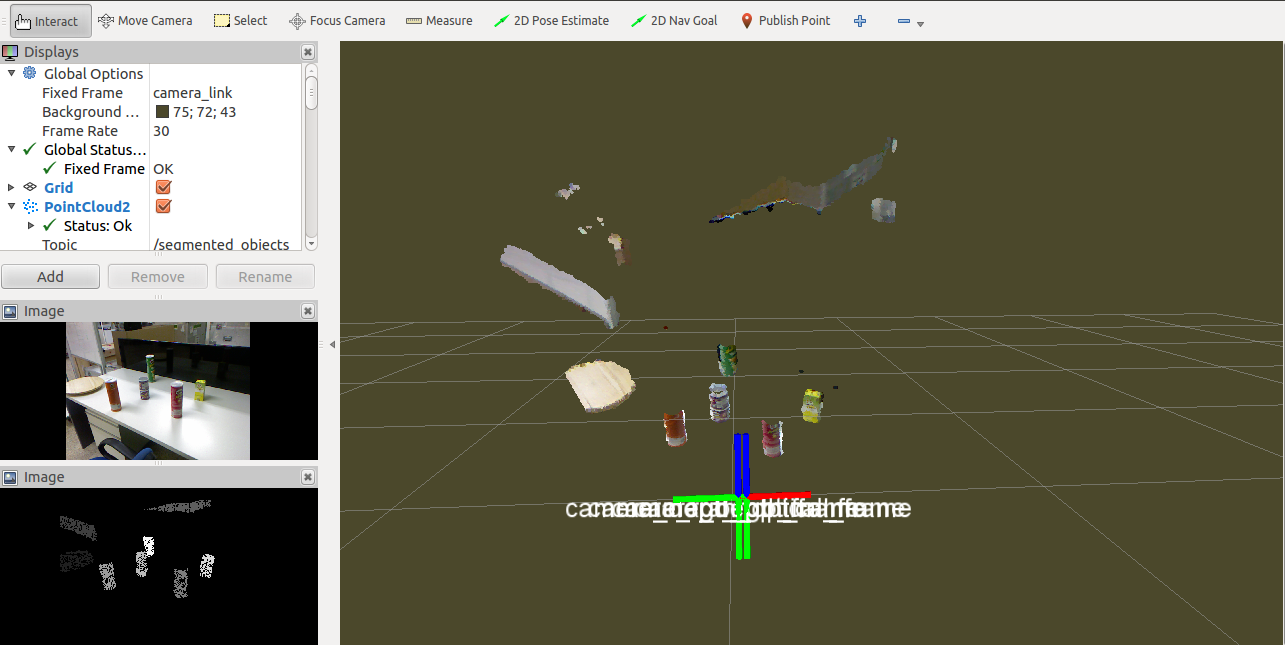 Interact Move Camera Select Focus Camera Measure 2D Pose Estimate 2D Nav Goal Publish Point
Displays
Global Options
Fixed Frame camera_link
Background ... 75; 72; 43
Frame Rate 30
Global Status...
Fixed Frame OK
Grid
PointCloud2
Status: Ok
Topic /segmented_objects
Add Remove Rename
Image
Image